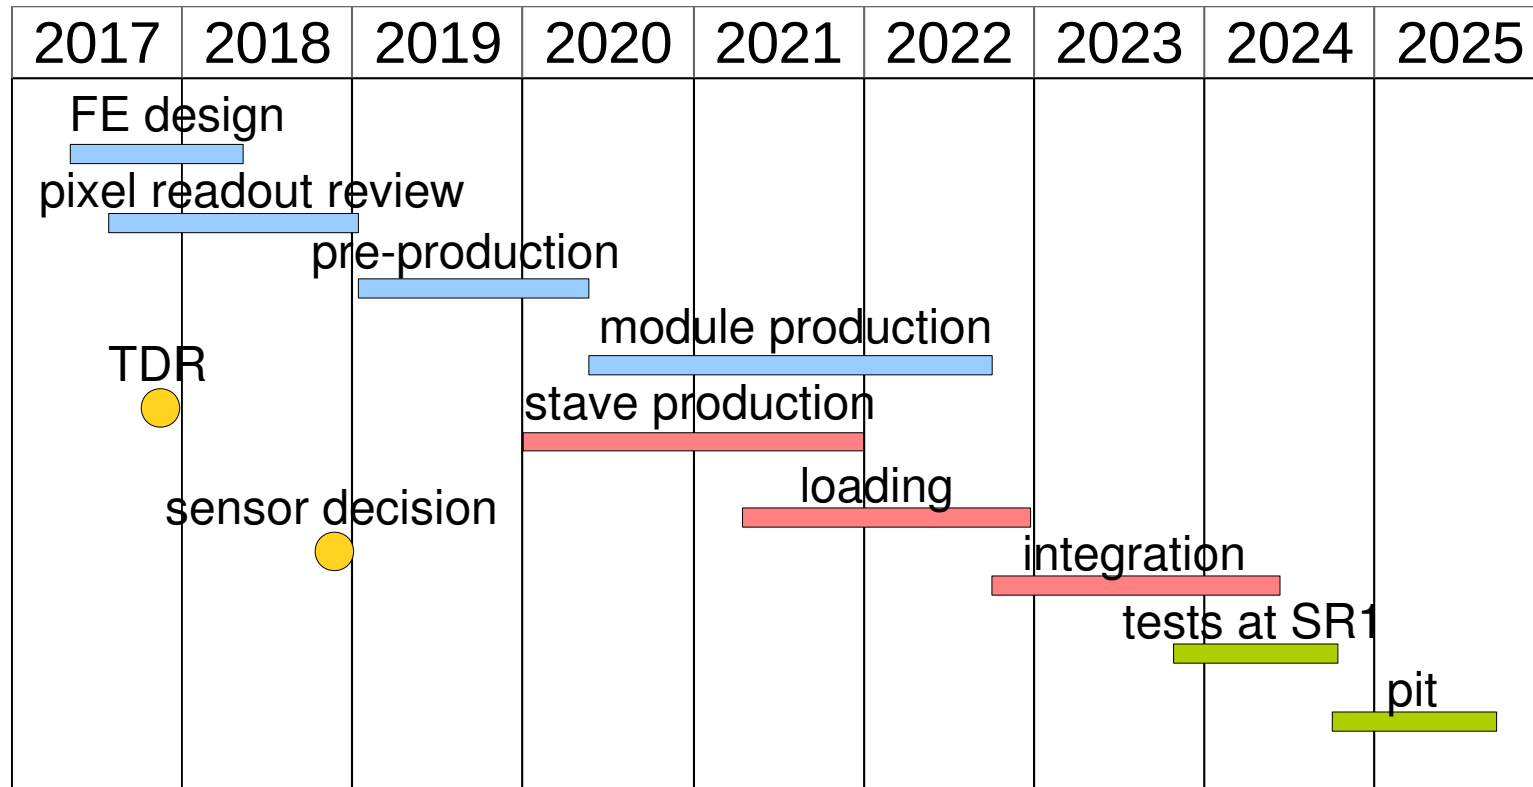 2017 2018 2019 2020 2021 2022 2023 2024 2025
FE design
pixel readout review
pre-production
module production
TDR
stave production
loading
sensor decision
integration
tests at SR1
pit